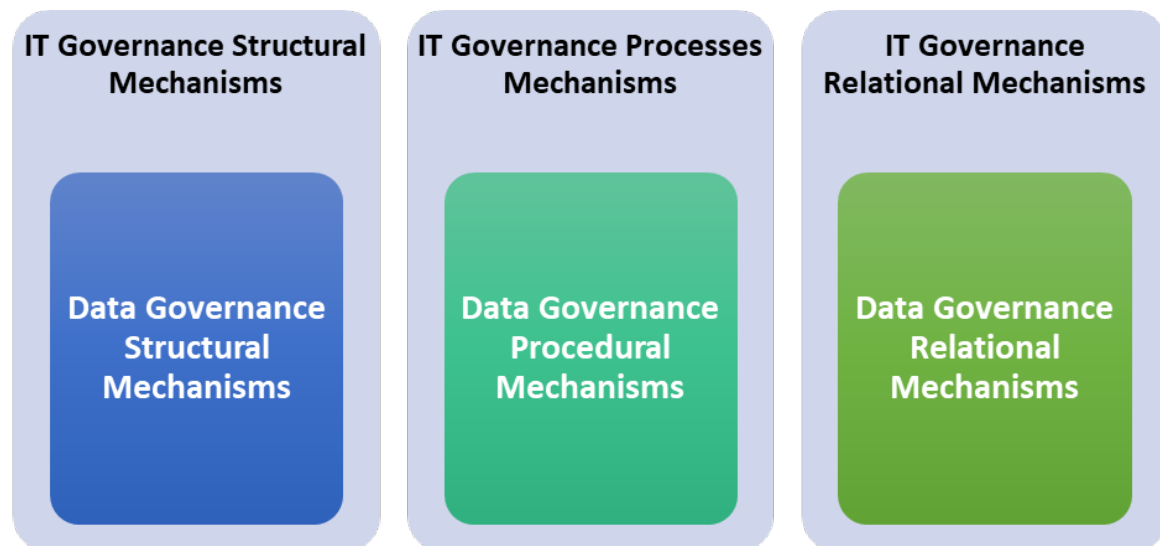 IT Governance Structural
Mechanisms
Data Governance
Structural
Mechanisms
IT Governance Processes
Mechanisms
Data Governance
Procedural
Mechanisms
IT Governance
Relational Mechanisms
Data Governance
Relational
Mechanisms